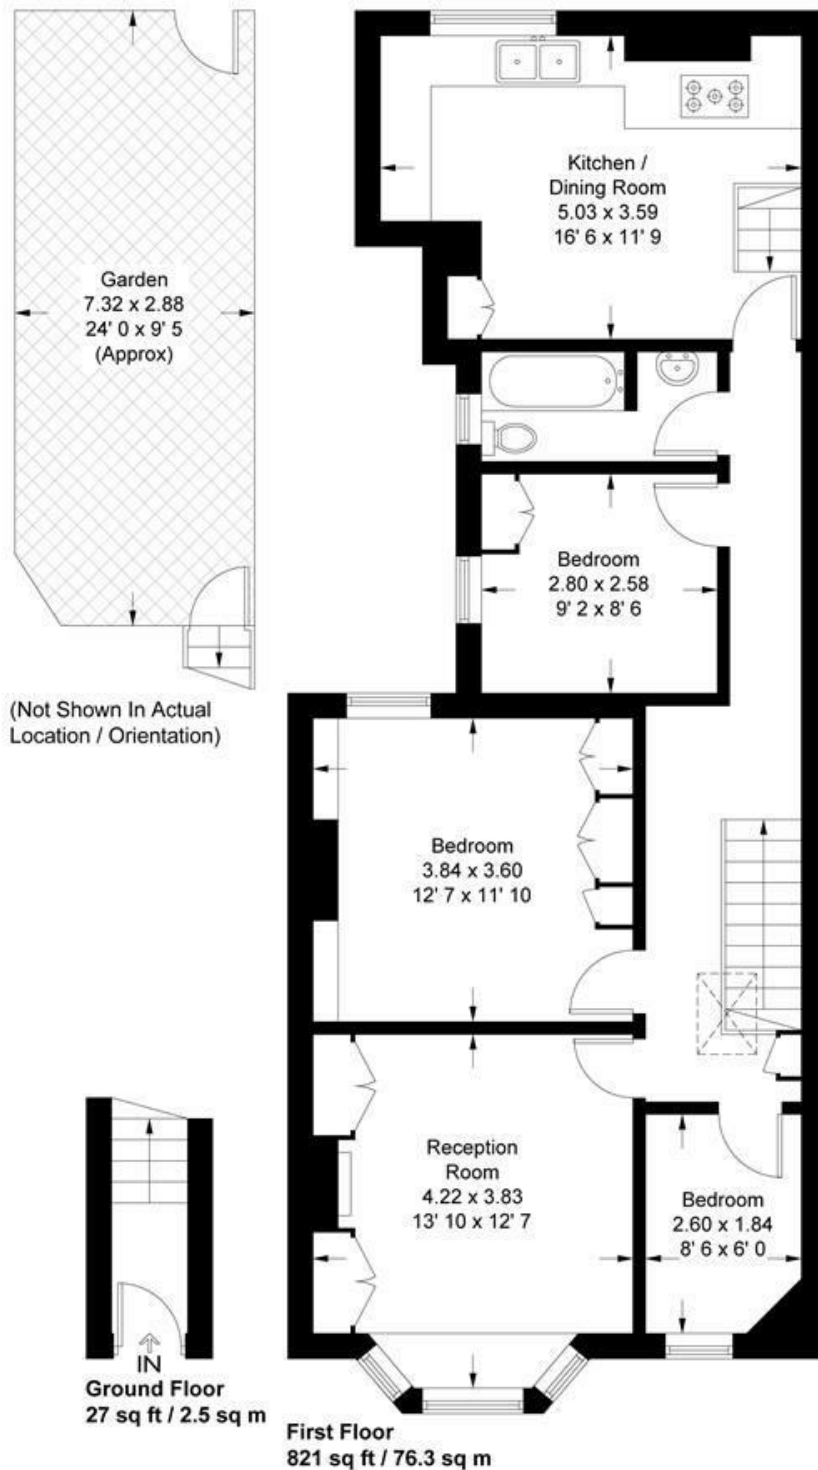 Kitchen /
Dining Room
5.03 x 3.59
16' 6 x 11' 9
Garden
7.32 x 2.88
24' 0 x 9' 5
(Approx)
Bedroom
2.80 x 2.58
9' 2 x 8' 6
(Not Shown In Actual
Location / Orientation)
Bedroom
3.84 x 3.60
12' 7 x 11' 10
Reception
Room
4.22 x 3.83
13' 10 x 12' 7
Bedroom
2.60 x 1.84
8' 6 x 6' 0
IN
Ground Floor
27 sq ft / 2.5 sq m
First Floor
821 sq ft / 76.3 sq m